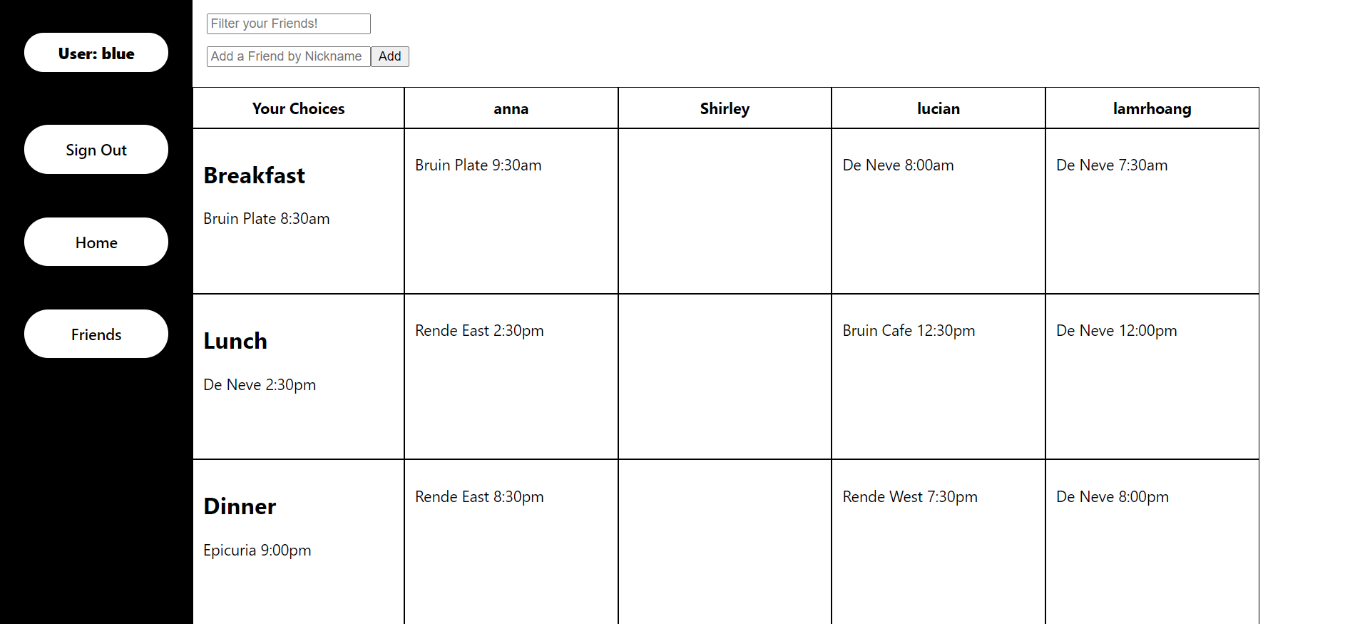 User: blue
Sign Out
Home
Friends
Filter your Friends!
Add a Friend by Nickname Add
Your Choices anna Shirley lucian lamrhoang
Breakfast
Bruin Plate 8:30am
Bruin Plate 9:30am
De Neve 8:00am
De Neve 7:30am
Lunch
De Neve 2:30pm
Rende East 2:30pm
Bruin Cafe 12:30pm
De Neve 12:00pm
Dinner
Epicuria 9:00pm
Rende East 8:30pm
Rende West 7:30pm
De Neve 8:00pm